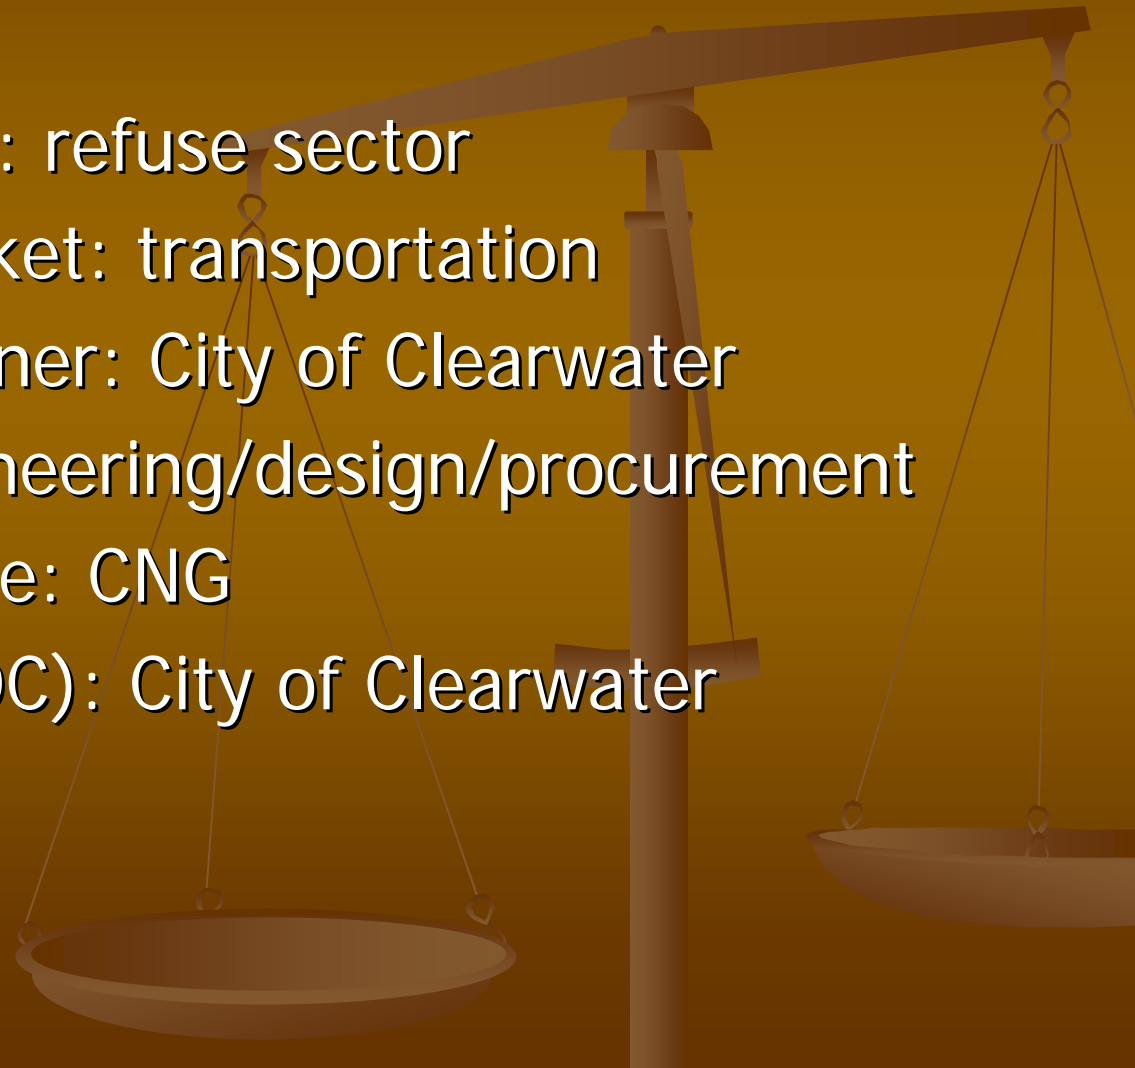 : refuse sector
ket: transportation
ner: City of Clearwater
neering/design/procurement
e: CNG
C): City of Clearwater